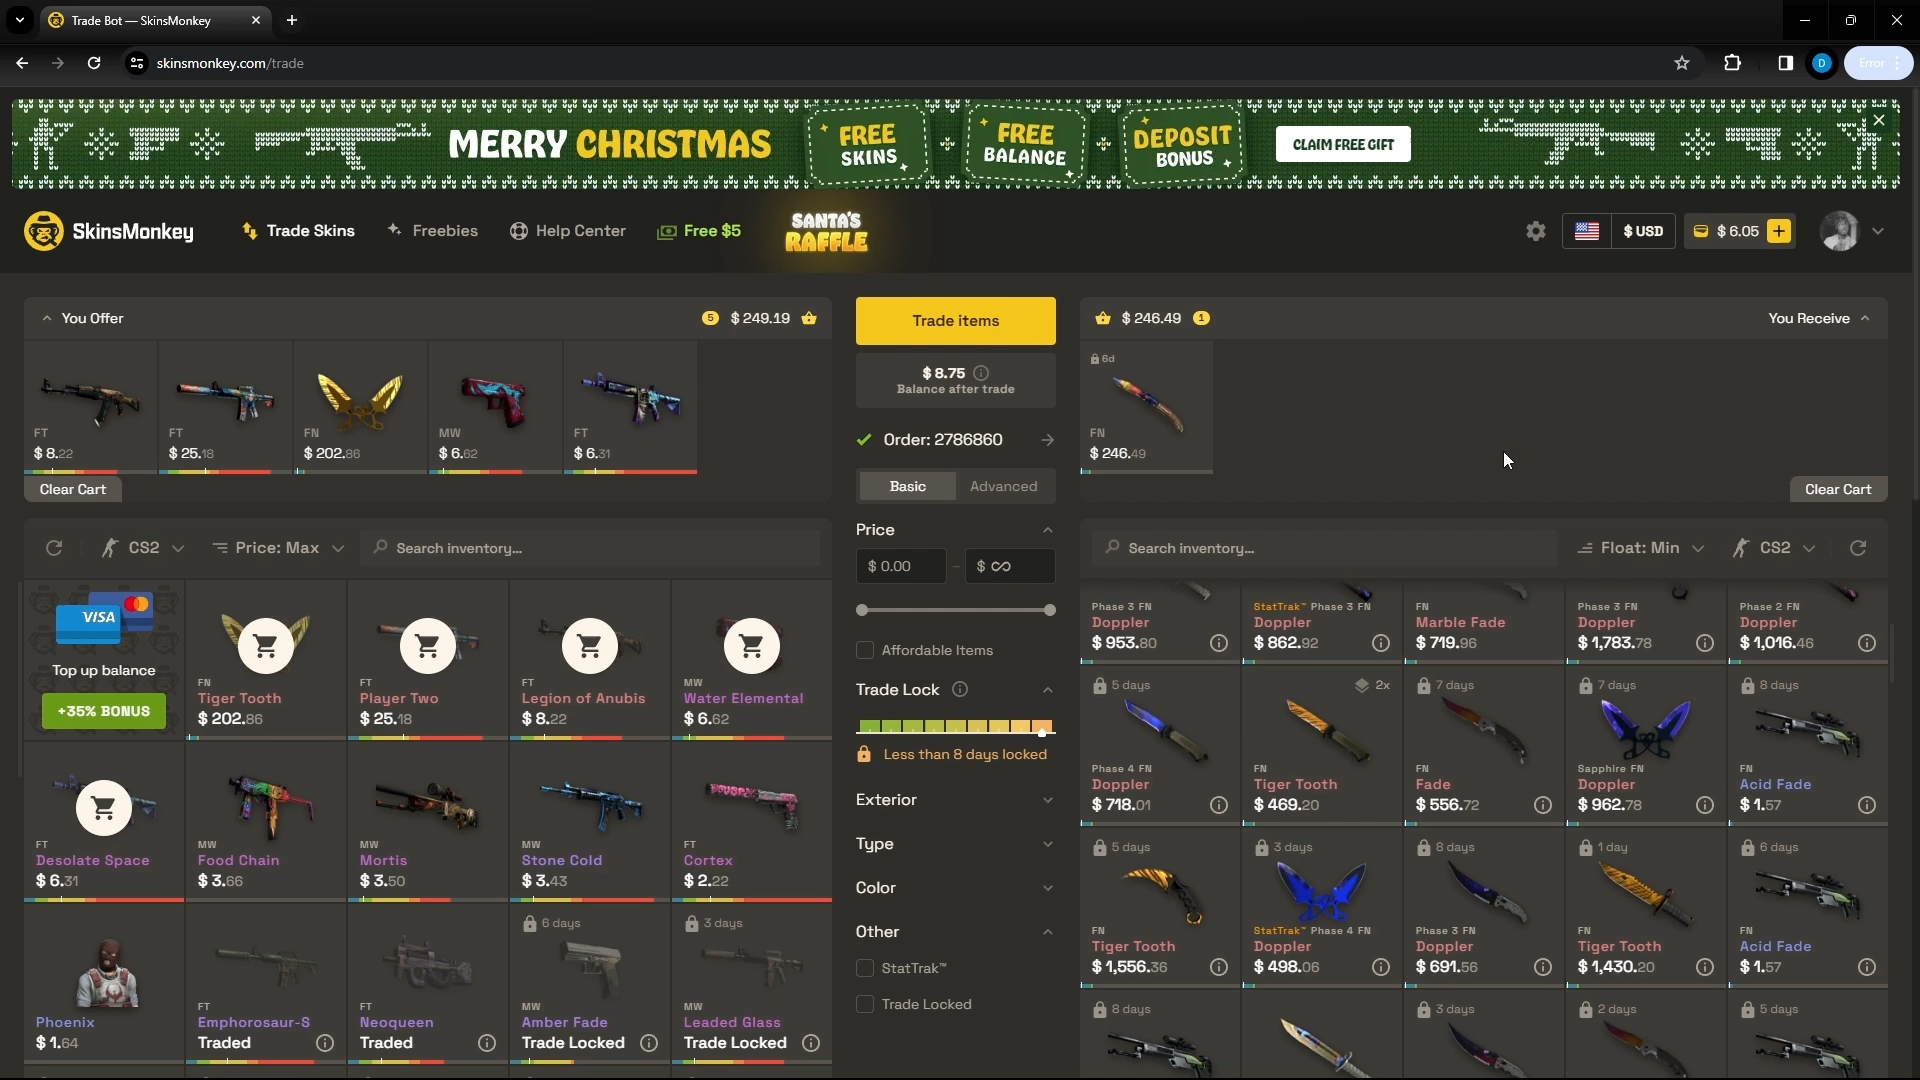 Trade Bot — SkinsMonkey
skinsmonkey.com/trade
D
Error
MERRY CHRISTMAS
FREE SKINS
FREE BALANCE
DEPOSIT BONUS
CLAIM FREE GIFT
SkinsMonkey
Trade Skins
Freebies
Help Center
Free $5
SANTA'S RAFFLE
$ USD
$ 6.05
You Offer
5
$ 249.19
FT
$ 8.22
FT
$ 25.18
FN
$ 202.86
MW
$ 6.62
FT
$ 6.31
Clear Cart
Trade items
$ 8.75
Balance after trade
Order: 2786860
Basic
Advanced
$ 246.49
1
You Receive
6d
FN
$ 246.49
Clear Cart
CS2
Price: Max
Search inventory...
VISA
Top up balance
+35% BONUS
FN
Tiger Tooth
$ 202.86
FT
Player Two
$ 25.18
FT
Legion of Anubis
$ 8.22
MW
Water Elemental
$ 6.62
FT
Desolate Space
$ 6.31
MW
Food Chain
$ 3.66
MW
Mortis
$ 3.50
MW
Stone Cold
$ 3.43
FT
Cortex
$ 2.22
Phoenix
$ 1.64
FT
Emphorosaur-S
Traded
FT
Neoqueen
Traded
6 days
MW
Amber Fade
Trade Locked
3 days
MW
Leaded Glass
Trade Locked
Price
$ 0.00
–
$ ∞
Affordable Items
Trade Lock
Less than 8 days locked
Exterior
Type
Color
Other
StatTrak™
Trade Locked
Search inventory...
Float: Min
CS2
Phase 3 FN
Doppler
$ 953.80
StatTrak™ Phase 3 FN
Doppler
$ 862.92
FN
Marble Fade
$ 719.96
Phase 3 FN
Doppler
$ 1,783.78
Phase 2 FN
Doppler
$ 1,016.46
5 days
Phase 4 FN
Doppler
$ 718.01
2x
FN
Tiger Tooth
$ 469.20
7 days
FN
Fade
$ 556.72
7 days
Sapphire FN
Doppler
$ 962.78
8 days
FN
Acid Fade
$ 1.57
5 days
FN
Tiger Tooth
$ 1,556.36
3 days
StatTrak™ Phase 4 FN
Doppler
$ 498.06
8 days
Phase 3 FN
Doppler
$ 691.56
1 day
FN
Tiger Tooth
$ 1,430.20
6 days
FN
Acid Fade
$ 1.57
8 days
3 days
2 days
5 days